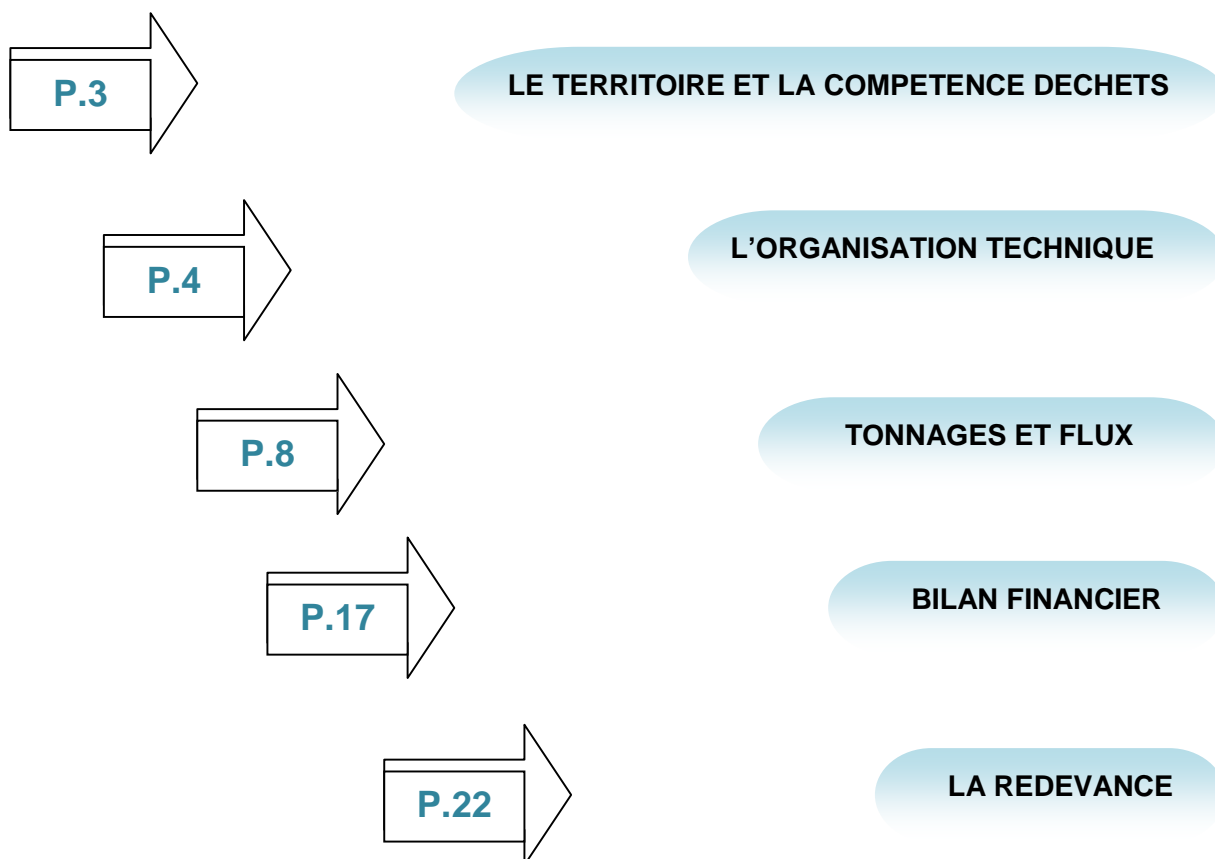 P.3 LE TERRITOIRE ET LA COMPETENCE DECHETS
P.4 L’ORGANISATION TECHNIQUE
P.8 TONNAGES ET FLUX
P.17 BILAN FINANCIER
P.22 LA REDEVANCE